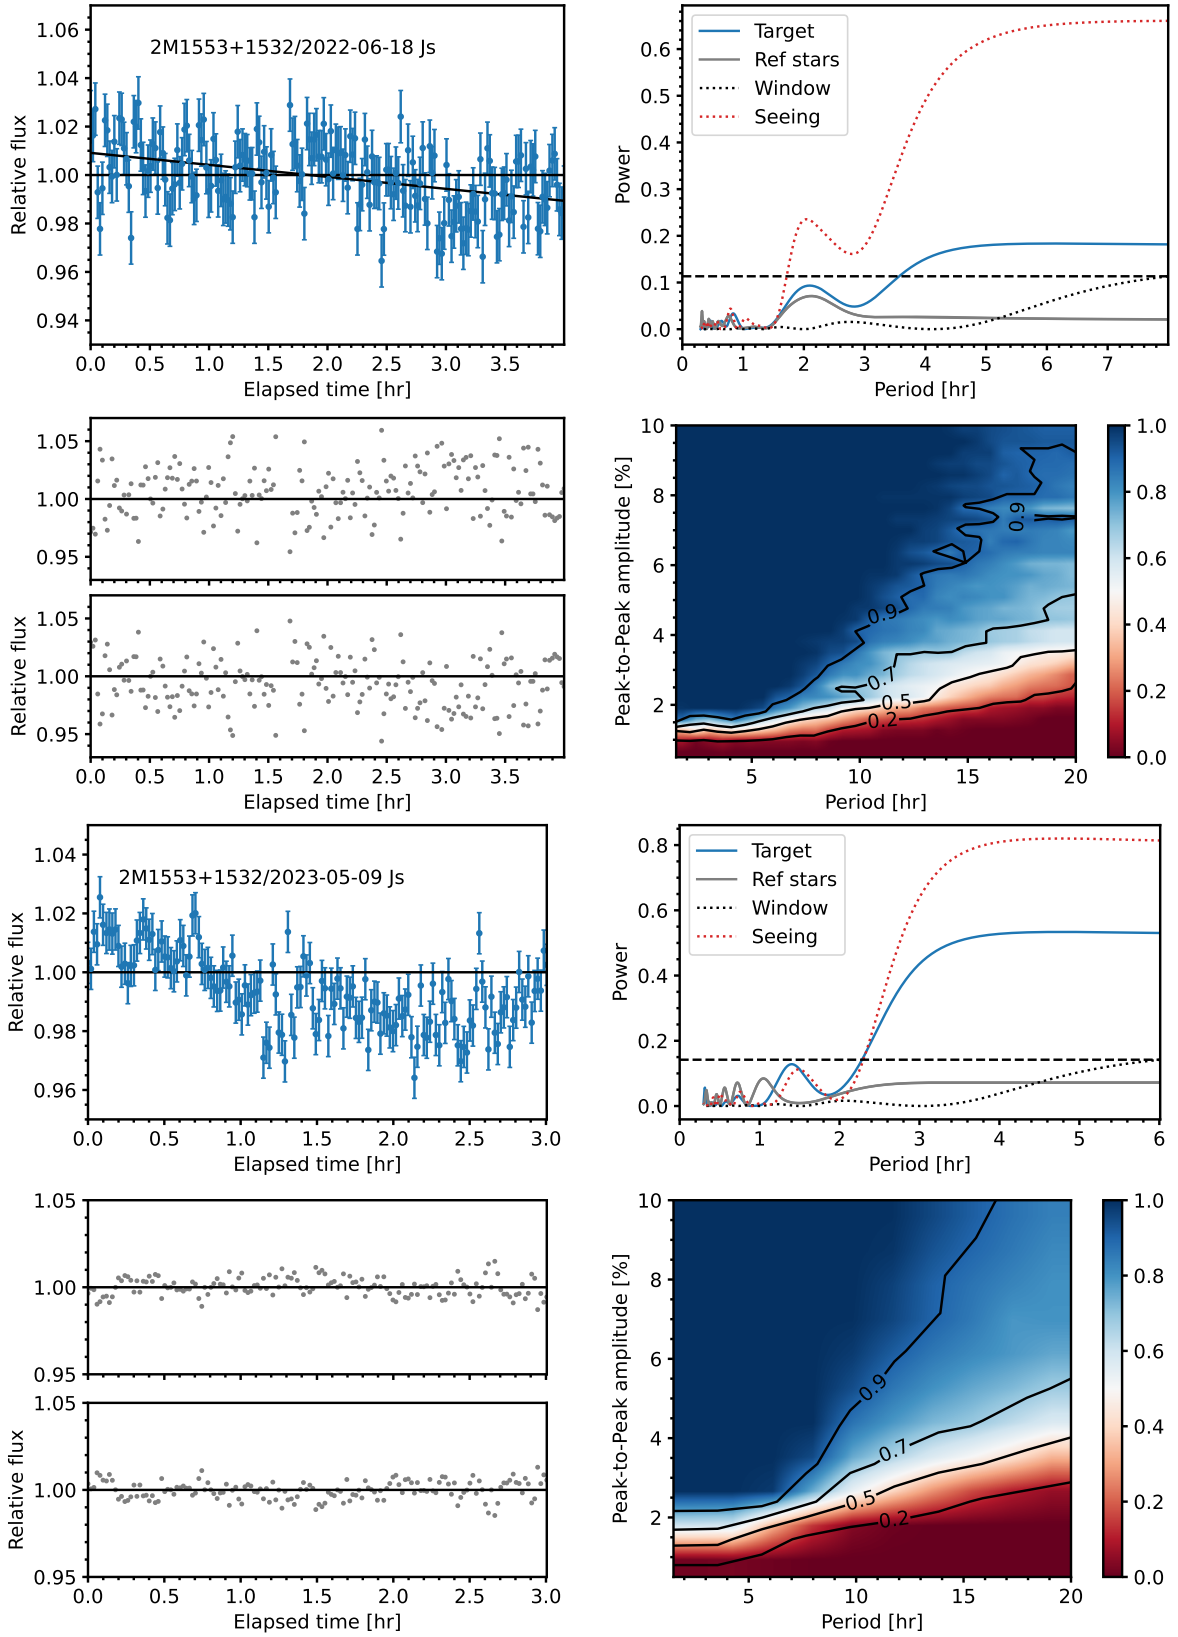 1.06
1.04
1.02
1.00
0.98
0.96
0.94
Relative flux
2M1553+1532/2022-06-18 Js
0.0 0.5 1.0 1.5 2.0 2.5 3.0 3.5
Elapsed time [hr]
0.6
0.5
0.4
0.3
0.2
0.1
0.0
Power
Target
Ref stars
Window
Seeing
0 1 2 3 4 5 6 7
Period [hr]
1.05
1.00
0.95
1.05
1.00
0.95
Relative flux
0.0 0.5 1.0 1.5 2.0 2.5 3.0 3.5
Elapsed time [hr]
10
8
6
4
2
Peak-to-Peak amplitude [%]
0.9
0.9
0.7
0.5
0.2
5 10 15 20
Period [hr]
1.0
0.8
0.6
0.4
0.2
0.0
1.04
1.02
1.00
0.98
0.96
Relative flux
2M1553+1532/2023-05-09 Js
0.0 0.5 1.0 1.5 2.0 2.5 3.0
Elapsed time [hr]
0.8
0.6
0.4
0.2
0.0
Power
Target
Ref stars
Window
Seeing
0 1 2 3 4 5 6
Period [hr]
1.05
1.00
0.95
1.05
1.00
0.95
Relative flux
0.0 0.5 1.0 1.5 2.0 2.5 3.0
Elapsed time [hr]
10
8
6
4
2
Peak-to-Peak amplitude [%]
0.9
0.7
0.5
0.2
5 10 15 20
Period [hr]
1.0
0.8
0.6
0.4
0.2
0.0